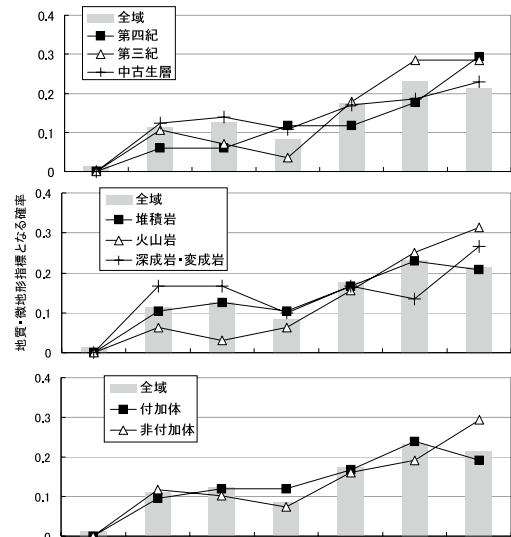 地質・微地形指標となる確率
0.4
0.3
0.2
0.1
0
全域
第四紀
第三紀
中古生層
0.4
0.3
0.2
0.1
0
全域
堆積岩
火山岩
深成岩・変成岩
0.4
0.3
0.2
0.1
0.
全域
付加体
非付加体